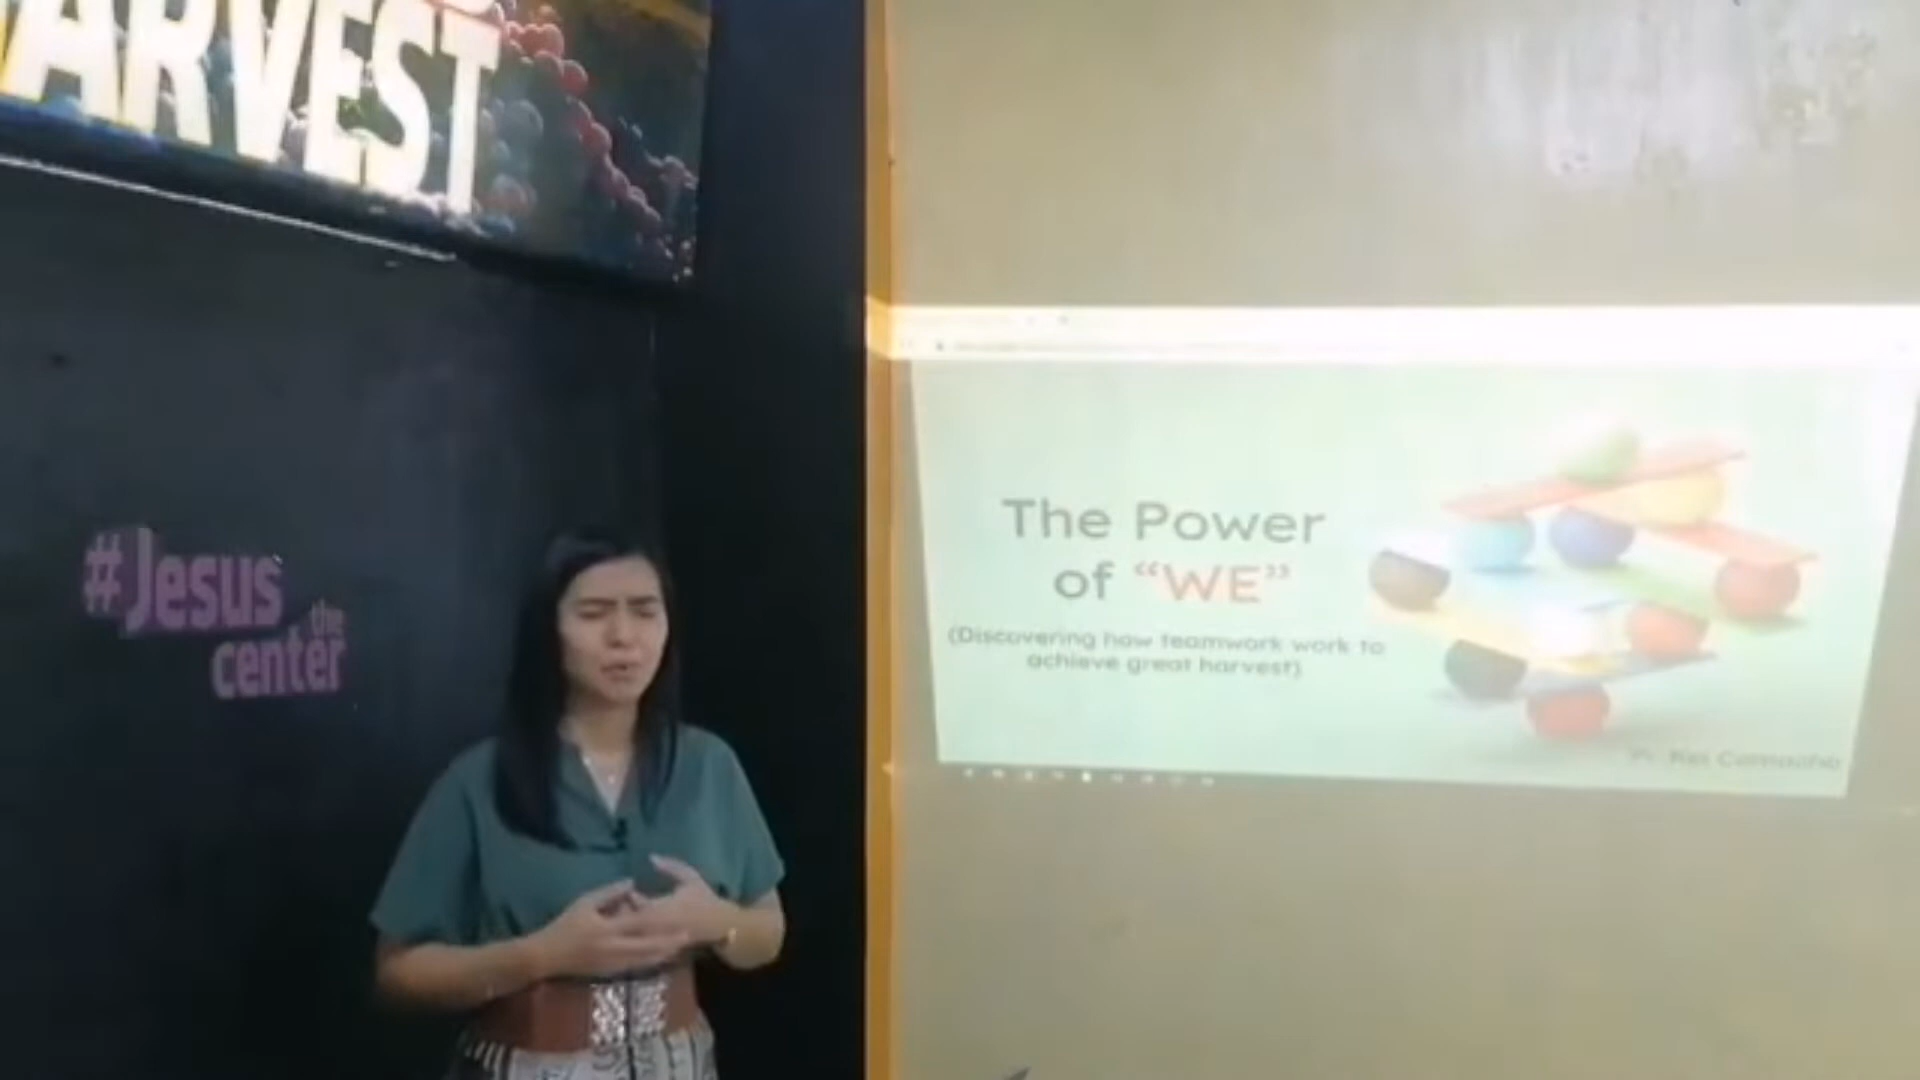 ARVEST
#Jesus
the
center
The Power
of “WE”
(Discovering how teamwork work to
achieve great harvest)